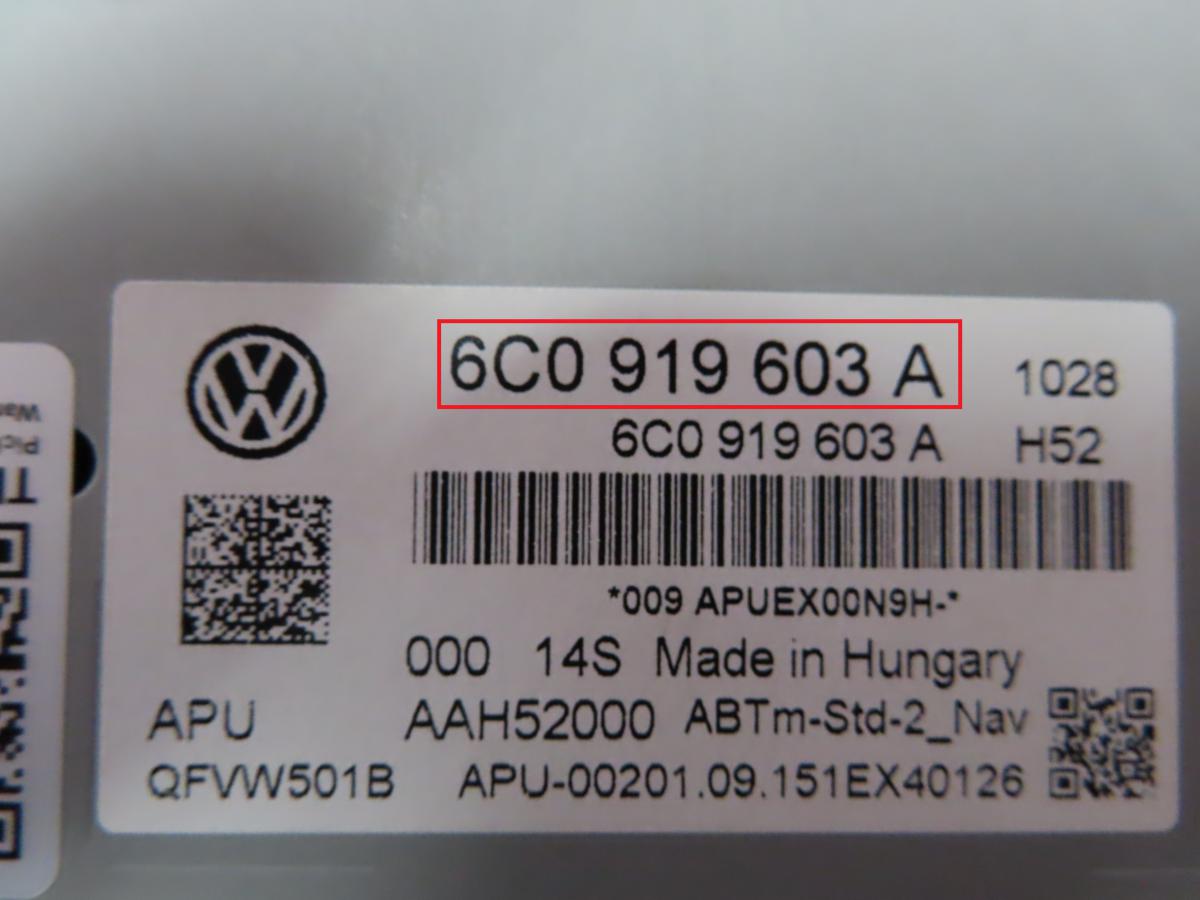 6C0 919 603 A 1028
6C0 919 603 A H52
*009 APUEX00N9H-*
000 14S Made in Hungary
APU AAH52000 ABTm-Std-2_Nav
QFVW501B APU-00201.09.151EX40126